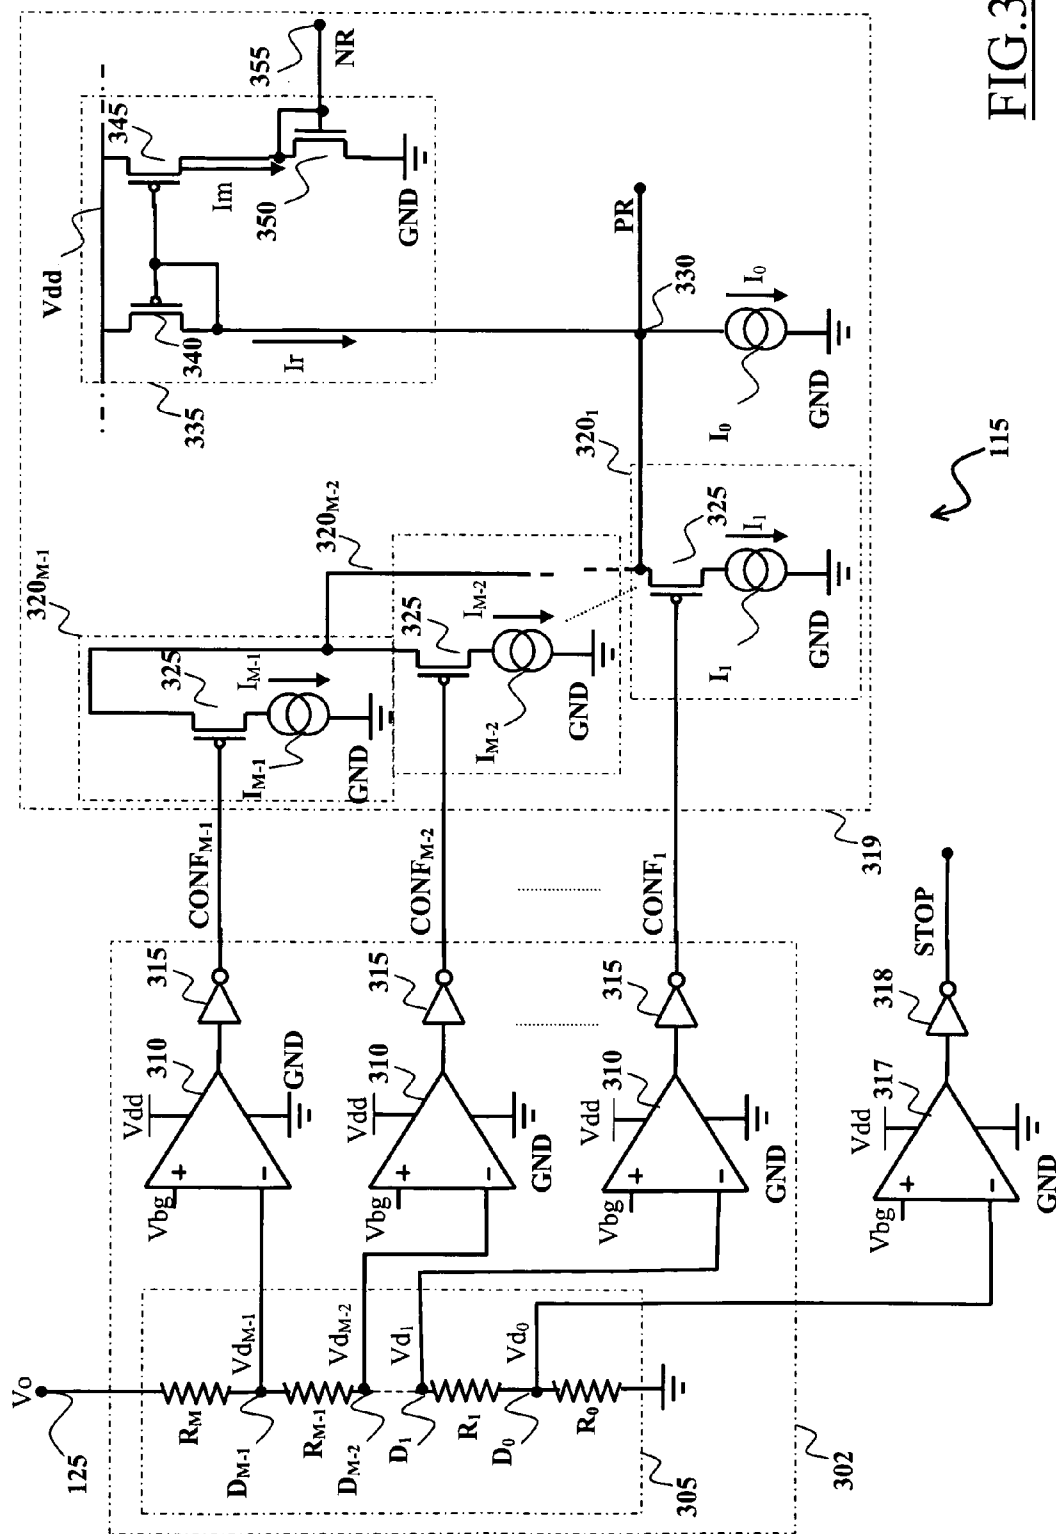 FIG.3
Vdd
335
340
345
Ir
Im
350
GND
355
NR
PR
330
I0
I0
GND
115
320M-1
325
IM-1
IM-1
GND
320M-2
325
IM-2
IM-2
GND
3201
325
I1
I1
GND
319
CONFM-1
CONFM-2
CONF1
STOP
315
315
315
318
310
Vdd
GND
Vbg
+
-
310
Vdd
GND
Vbg
+
-
310
Vdd
GND
Vbg
+
-
317
Vdd
GND
Vbg
+
-
Vo
125
RM
DM-1
VdM-1
RM-1
DM-2
VdM-2
D1
Vd1
R1
D0
Vd0
R0
305
302